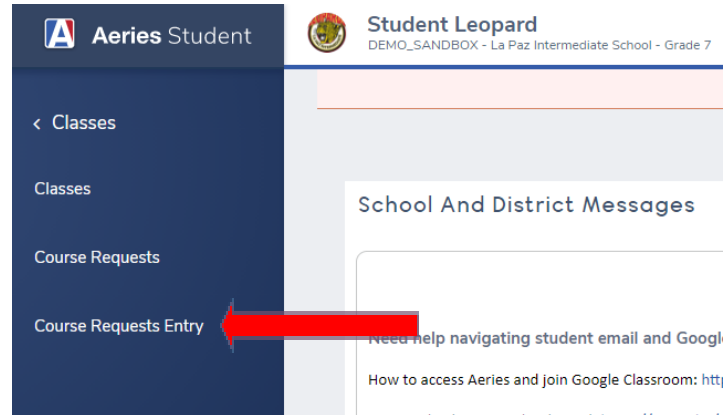 Aeries Student
Student Leopard
DEMO_SANDBOX - La Paz Intermediate School - Grade 7
< Classes
Classes
Course Requests
Course Requests Entry
School And District Messages
Need help navigating student email and Google
How to access Aeries and join Google Classroom: http